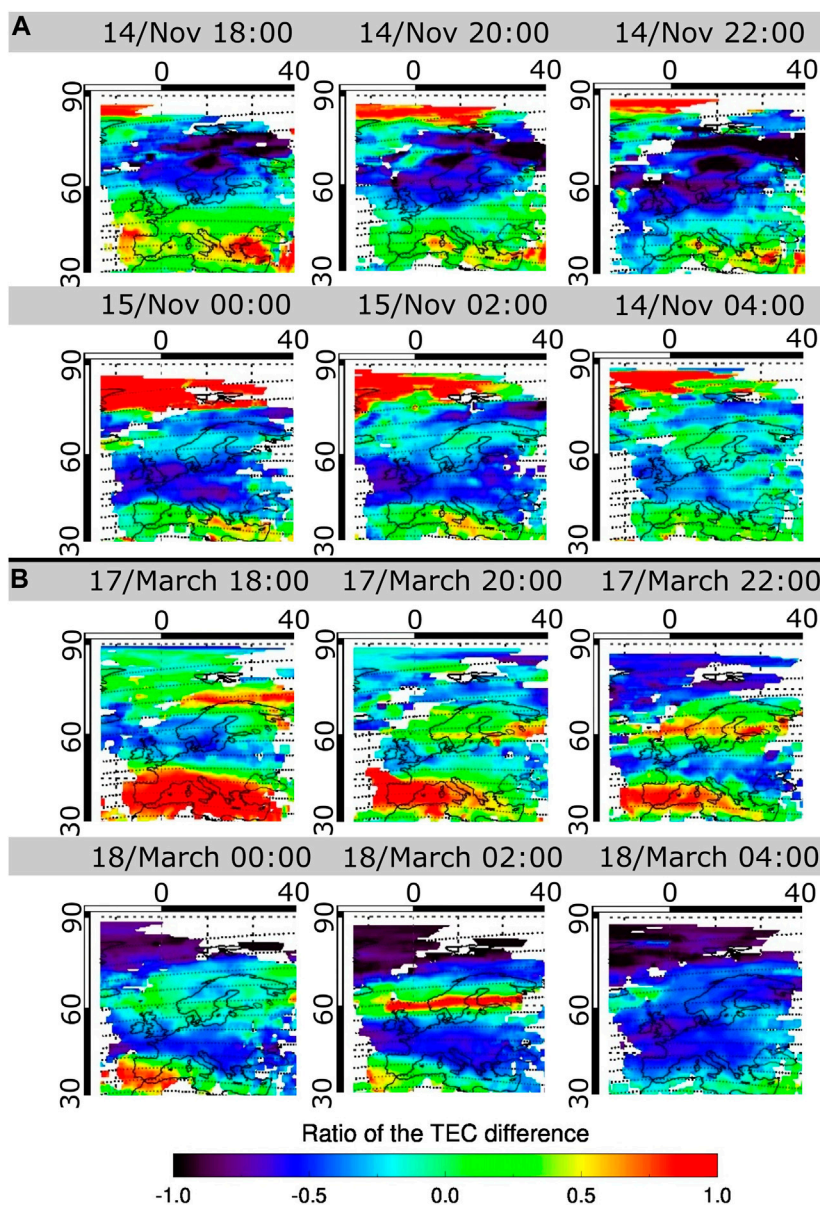 A
14/Nov 18:00 14/Nov 20:00 14/Nov 22:00
0 40 0 40 0 40
90 90 90
60 60 60
30 30 30
15/Nov 00:00 15/Nov 02:00 14/Nov 04:00
0 40 0 40 0 40
90 90 90
60 60 60
30 30 30
B
17/March 18:00 17/March 20:00 17/March 22:00
0 40 0 40 0 40
90 90 90
60 60 60
30 30 30
18/March 00:00 18/March 02:00 18/March 04:00
0 40 0 40 0 40
90 90 90
60 60 60
30 30 30
Ratio of the TEC difference
-1.0 -0.5 0.0 0.5 1.0